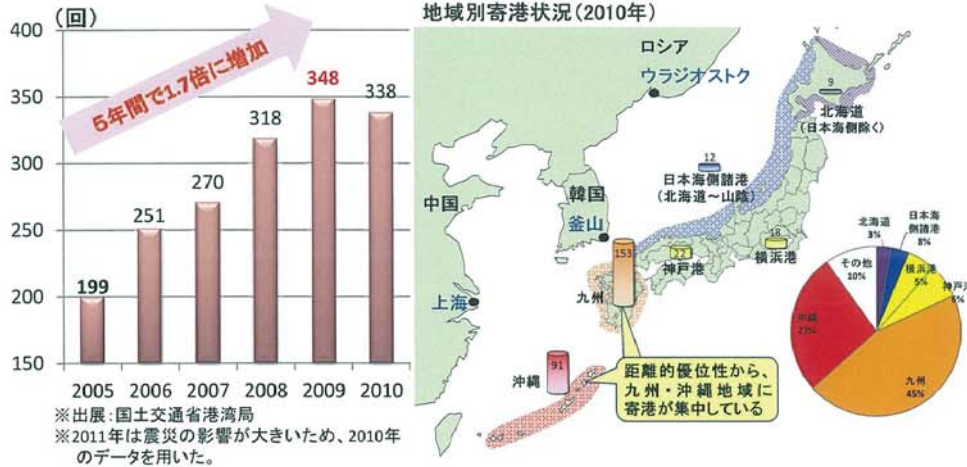 (回)
400
350
300
250
200
150
5年間で1.7倍に増加
199
251
270
318
348
338
2005 2006 2007 2008 2009 2010
※出展:国土交通省港湾局
※2011年は震災の影響が大きいため、2010年
のデータを用いた。
地域別寄港状況(2010年)
ロシア
ウラジオストク
9
北海道
(日本海側除く)
12
日本海側諸港
(北海道～山陰)
中国
韓国
釜山
153
22
神戸港
18
横浜港
九州
上海
91
沖縄
距離的優位性から、
九州・沖縄地域に
寄港が集中している
北海道
3%
日本海
側諸港
8%
横浜港
5%
神戸港
6%
九州
45%
沖縄
27%
その他
10%